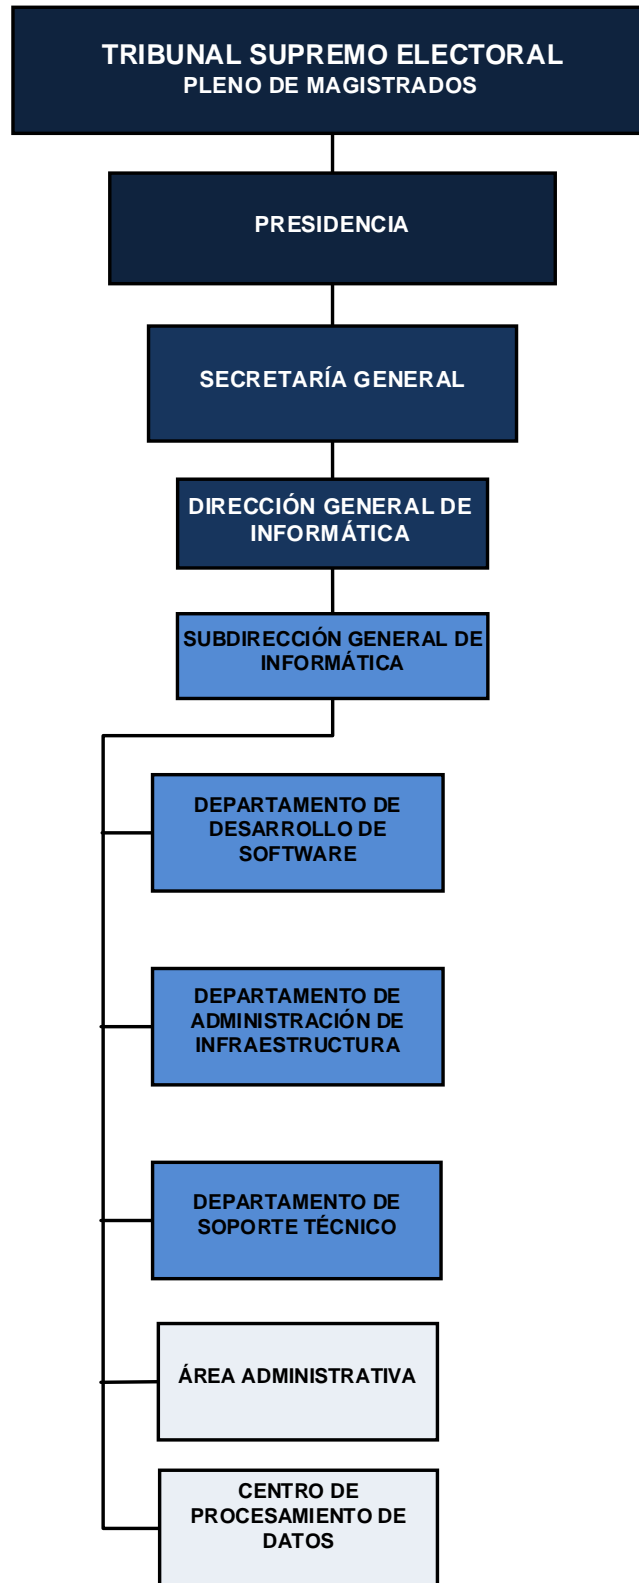 TRIBUNAL SUPREMO ELECTORAL
PLENO DE MAGISTRADOS
PRESIDENCIA
SECRETARÍA GENERAL
DIRECCIÓN GENERAL DE
INFORMÁTICA
SUBDIRECCIÓN GENERAL DE
INFORMÁTICA
DEPARTAMENTO DE
DESARROLLO DE
SOFTWARE
DEPARTAMENTO DE
ADMINISTRACIÓN DE
INFRAESTRUCTURA
DEPARTAMENTO DE
SOPORTE TÉCNICO
ÁREA ADMINISTRATIVA
CENTRO DE
PROCESAMIENTO DE
DATOS